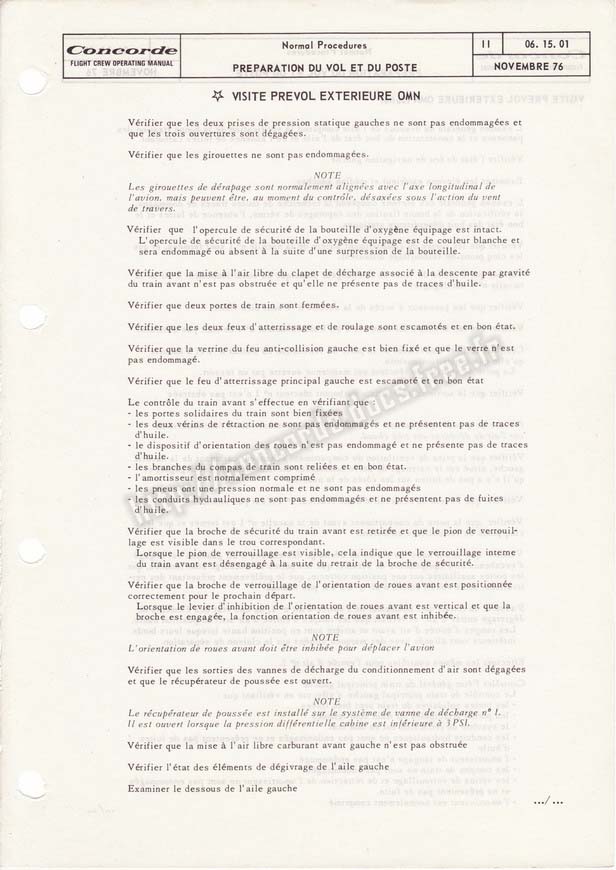 Concorde
FLIGHT CREW OPERATING MANUAL
Normal Procedures
PREPARATION DU VOL ET DU POSTE
11
06. 15. 01
NOVEMBRE 76
☆ VISITE PREVOL EXTERIEURE OMN
Vérifier que les deux prises de pression statique gauches ne sont pas endommagées et
que les trois ouvertures sont dégagées.
Vérifier que les girouettes ne sont pas endommagées.
NOTE
Les girouettes de dérapage sont normalement alignées avec l'axe longitudinal de
l'avion, mais peuvent être, au moment du contrôle, désaxées sous l'action du vent
de travers.
Vérifier que l'opercule de sécurité de la bouteille d'oxygène équipage est intact.
L'opercule de sécurité de la bouteille d'oxygène équipage est de couleur blanche et
sera endommagé ou absent à la suite d'une surpression de la bouteille.
Vérifier que la mise à l'air libre du clapet de décharge associé à la descente par gravité
du train avant n'est pas obstruée et qu'elle ne présente pas de traces d'huile.
Vérifier que deux portes de train sont fermées.
Vérifier que les deux feux d'atterrissage et de roulage sont escamotés et en bon état.
Vérifier que la verrine du feu anti-collision gauche est bien fixé et que le verre n'est
pas endommagé.
Vérifier que le feu d'atterrissage principal gauche est escamoté et en bon état
Le contrôle du train avant s'effectue en vérifiant que :
- les portes solidaires du train sont bien fixées
- les deux vérins de rétraction ne sont pas endommagés et ne présentent pas de traces
d'huile.
- le dispositif d'orientation des roues n'est pas endommagé et ne présente pas de traces
d'huile.
- les branches du compas de train sont reliées et en bon état.
- l'amortisseur est normalement comprimé
- les pneus ont une pression normale et ne sont pas endommagés
- les conduits hydrauliques ne sont pas endommagés et ne présentent pas de fuites
d'huile.
Vérifier que la broche de sécurité du train avant est retirée et que le pion de verrouil-
lage est visible dans le trou correspondant.
Lorsque le pion de verrouillage est visible, cela indique que le verrouillage interne
du train avant est désengagé à la suite du retrait de la broche de sécurité.
Vérifier que la broche de verrouillage de l'orientation de roues avant est positionnée
correctement pour le prochain départ.
Lorsque le levier d'inhibition de l'orientation de roues avant est vertical et que la
broche est engagée, la fonction orientation de roues avant est inhibée.
NOTE
L'orientation de roues avant doit être inhibée pour déplacer l'avion
Vérifier que les sorties des vannes de décharge du conditionnement d'air sont dégagées
et que le récupérateur de poussée est ouvert.
NOTE
Le récupérateur de poussée est installé sur le système de vanne de décharge n° 1.
Il est ouvert lorsque la pression différentielle cabine est inférieure à 3 PSI.
Vérifier que la mise à l'air libre carburant avant gauche n'est pas obstruée
Vérifier l'état des éléments de dégivrage de l'aile gauche
Examiner le dessous de l'aile gauche
.../...